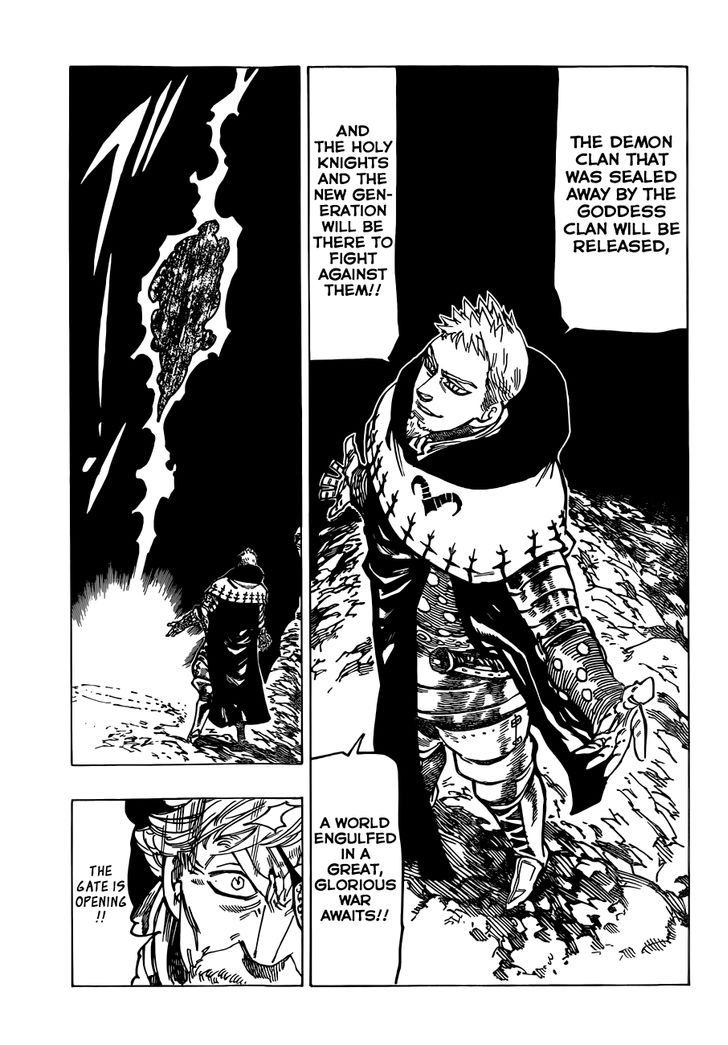 THE DEMON
CLAN THAT
WAS SEALED
AWAY BY THE
GODDESS
CLAN WILL BE
RELEASED,
AND
THE HOLY
KNIGHTS
AND THE
NEW GEN-
ERATION
WILL BE
THERE TO
FIGHT
AGAINST
THEM!!
A WORLD
ENGULFED
IN A
GREAT,
GLORIOUS
WAR
AWAITS!!
THE
GATE IS
OPENING
!!